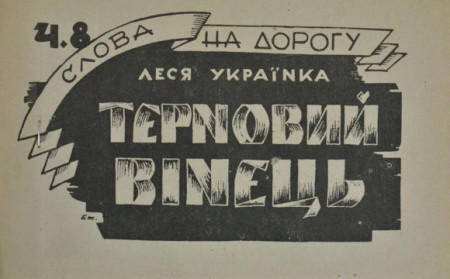 Ч.8
СЛОВА НА ДОРОГУ
ЛЕСЯ УКРАЇНКА
ТЕРНОВИЙ
ВІНЕЦЬ